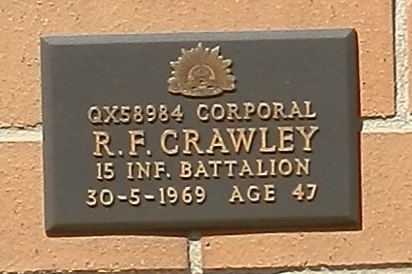 QX58984 CORPORAL
R.F. CRAWLEY
15 INF. BATTALION
30-5-1969 AGE 47